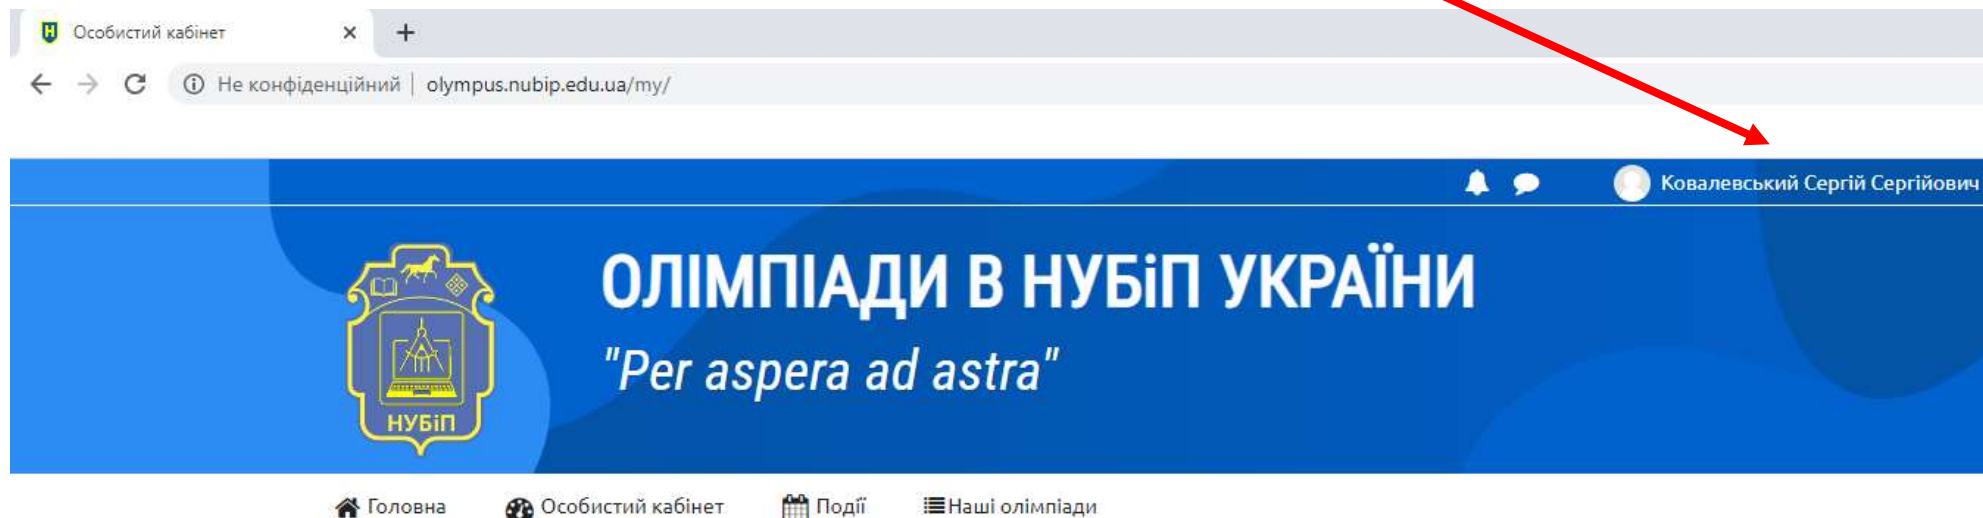 Особистий кабінет
Не конфіденційний | olympus.nubip.edu.ua/my/
Ковалевський Сергій Сергійович
ОЛІМПІАДИ В НУБіП УКРАЇНИ
"Per aspera ad astra"
НУБіП
Головна Особистий кабінет Події Наші олімпіади